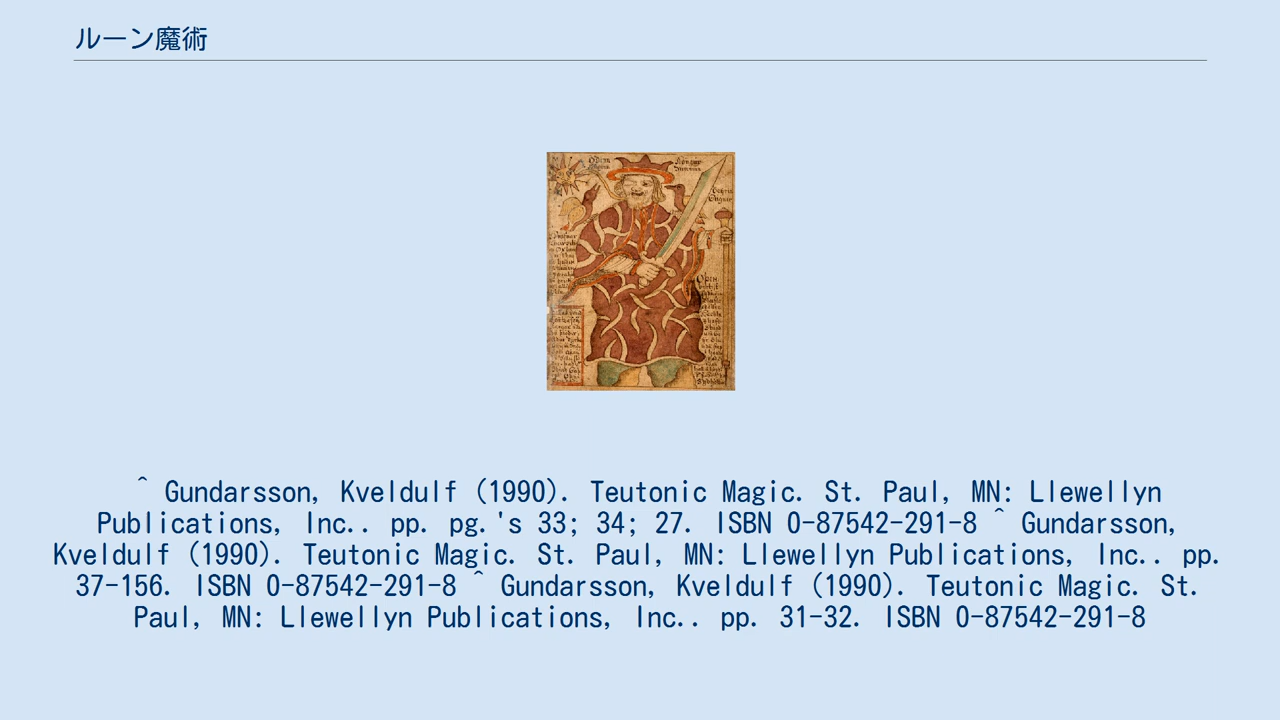 ルーン魔術
^ Gundarsson, Kveldulf (1990). Teutonic Magic. St. Paul, MN: Llewellyn
Publications, Inc.. pp. pg.'s 33; 34; 27. ISBN 0-87542-291-8 ^ Gundarsson,
Kveldulf (1990). Teutonic Magic. St. Paul, MN: Llewellyn Publications, Inc.. pp.
37-156. ISBN 0-87542-291-8 ^ Gundarsson, Kveldulf (1990). Teutonic Magic. St.
Paul, MN: Llewellyn Publications, Inc.. pp. 31-32. ISBN 0-87542-291-8